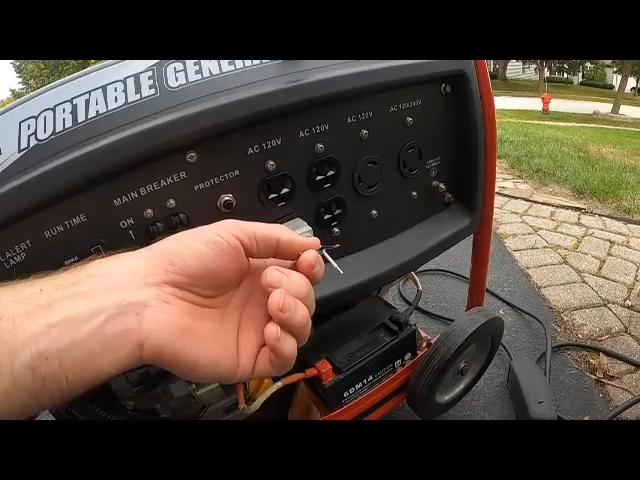 PORTABLE GENER
AC 120V
AC 120V
AC 120V
AC 120/240V
PROTECTOR
MAIN BREAKER
ON
RUN TIME
L ALERT
LAMP
6DM14